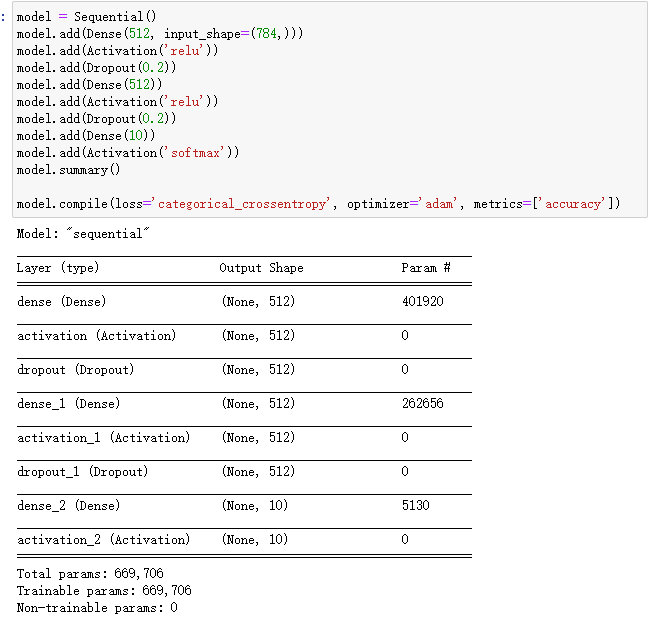 : model = Sequential()
model.add(Dense(512, input_shape=(784,)))
model.add(Activation('relu'))
model.add(Dropout(0.2))
model.add(Dense(512))
model.add(Activation('relu'))
model.add(Dropout(0.2))
model.add(Dense(10))
model.add(Activation('softmax'))
model.summary()
model.compile(loss='categorical_crossentropy', optimizer='adam', metrics=['accuracy'])
Model: "sequential"
Layer (type) Output Shape Param #
dense (Dense) (None, 512) 401920
activation (Activation) (None, 512) 0
dropout (Dropout) (None, 512) 0
dense_1 (Dense) (None, 512) 262656
activation_1 (Activation) (None, 512) 0
dropout_1 (Dropout) (None, 512) 0
dense_2 (Dense) (None, 10) 5130
activation_2 (Activation) (None, 10) 0
Total params: 669,706
Trainable params: 669,706
Non-trainable params: 0